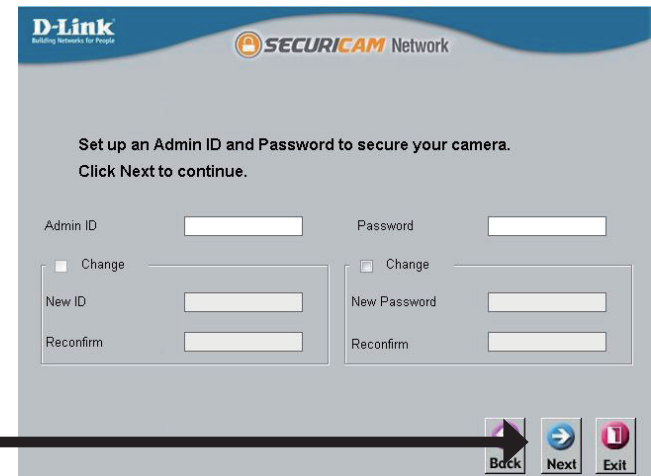 D-Link
Building Networks for People
SECURICAM Network
Set up an Admin ID and Password to secure your camera.
Click Next to continue.
Admin ID
Password
Change
Change
New ID
New Password
Reconfirm
Reconfirm
Back
Next
Exit